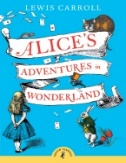 LEWIS CARROLL
ALICE'S
ADVENTURES in
WONDERLAND